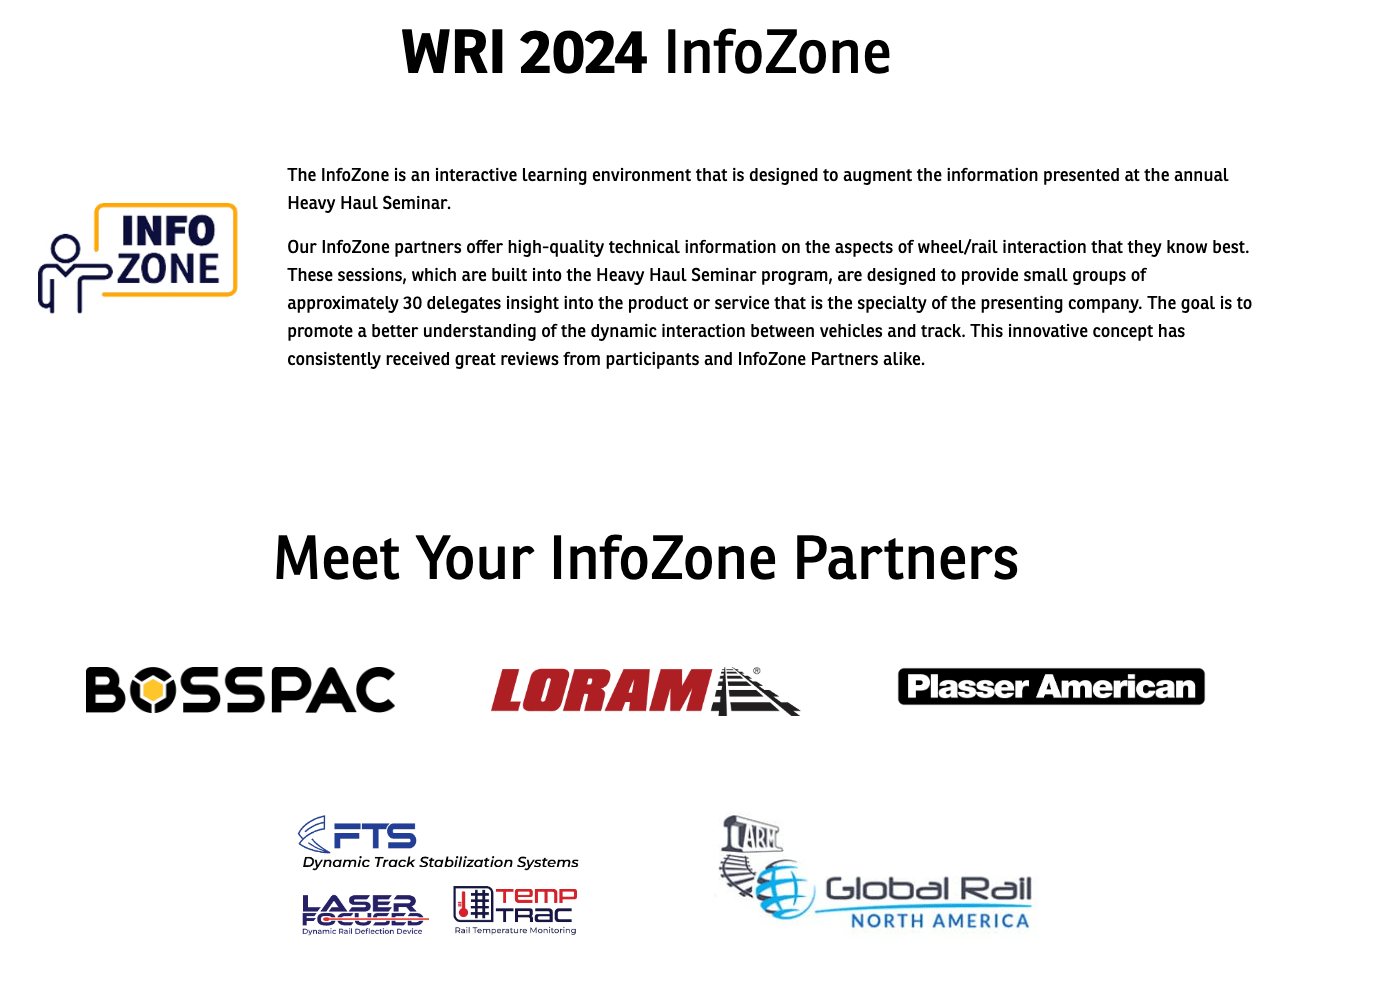 WRI 2024 InfoZone
The InfoZone is an interactive learning environment that is designed to augment the information presented at the annual
Heavy Haul Seminar.
INFO
ZONE
Our InfoZone partners offer high-quality technical information on the aspects of wheel/rail interaction that they know best.
These sessions, which are built into the Heavy Haul Seminar program, are designed to provide small groups of
approximately 30 delegates insight into the product or service that is the specialty of the presenting company. The goal is to
promote a better understanding of the dynamic interaction between vehicles and track. This innovative concept has
consistently received great reviews from participants and InfoZone Partners alike.
Meet Your InfoZone Partners
BOSSPAC
LORAM®
Plasser American
FTS
Dynamic Track Stabilization Systems
LASER
FOCUSED
Dynamic Rail Deflection Device
TEMP
TRAC
Rail Temperature Monitoring
ARM
Global Rail
NORTH AMERICA